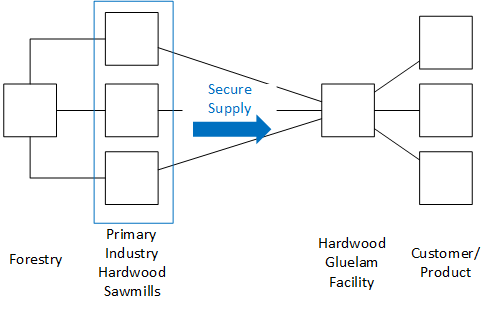 Secure
Supply
Forestry
Primary
Industry
Hardwood
Sawmills
Hardwood
Gluelam
Facility
Customer/
Product